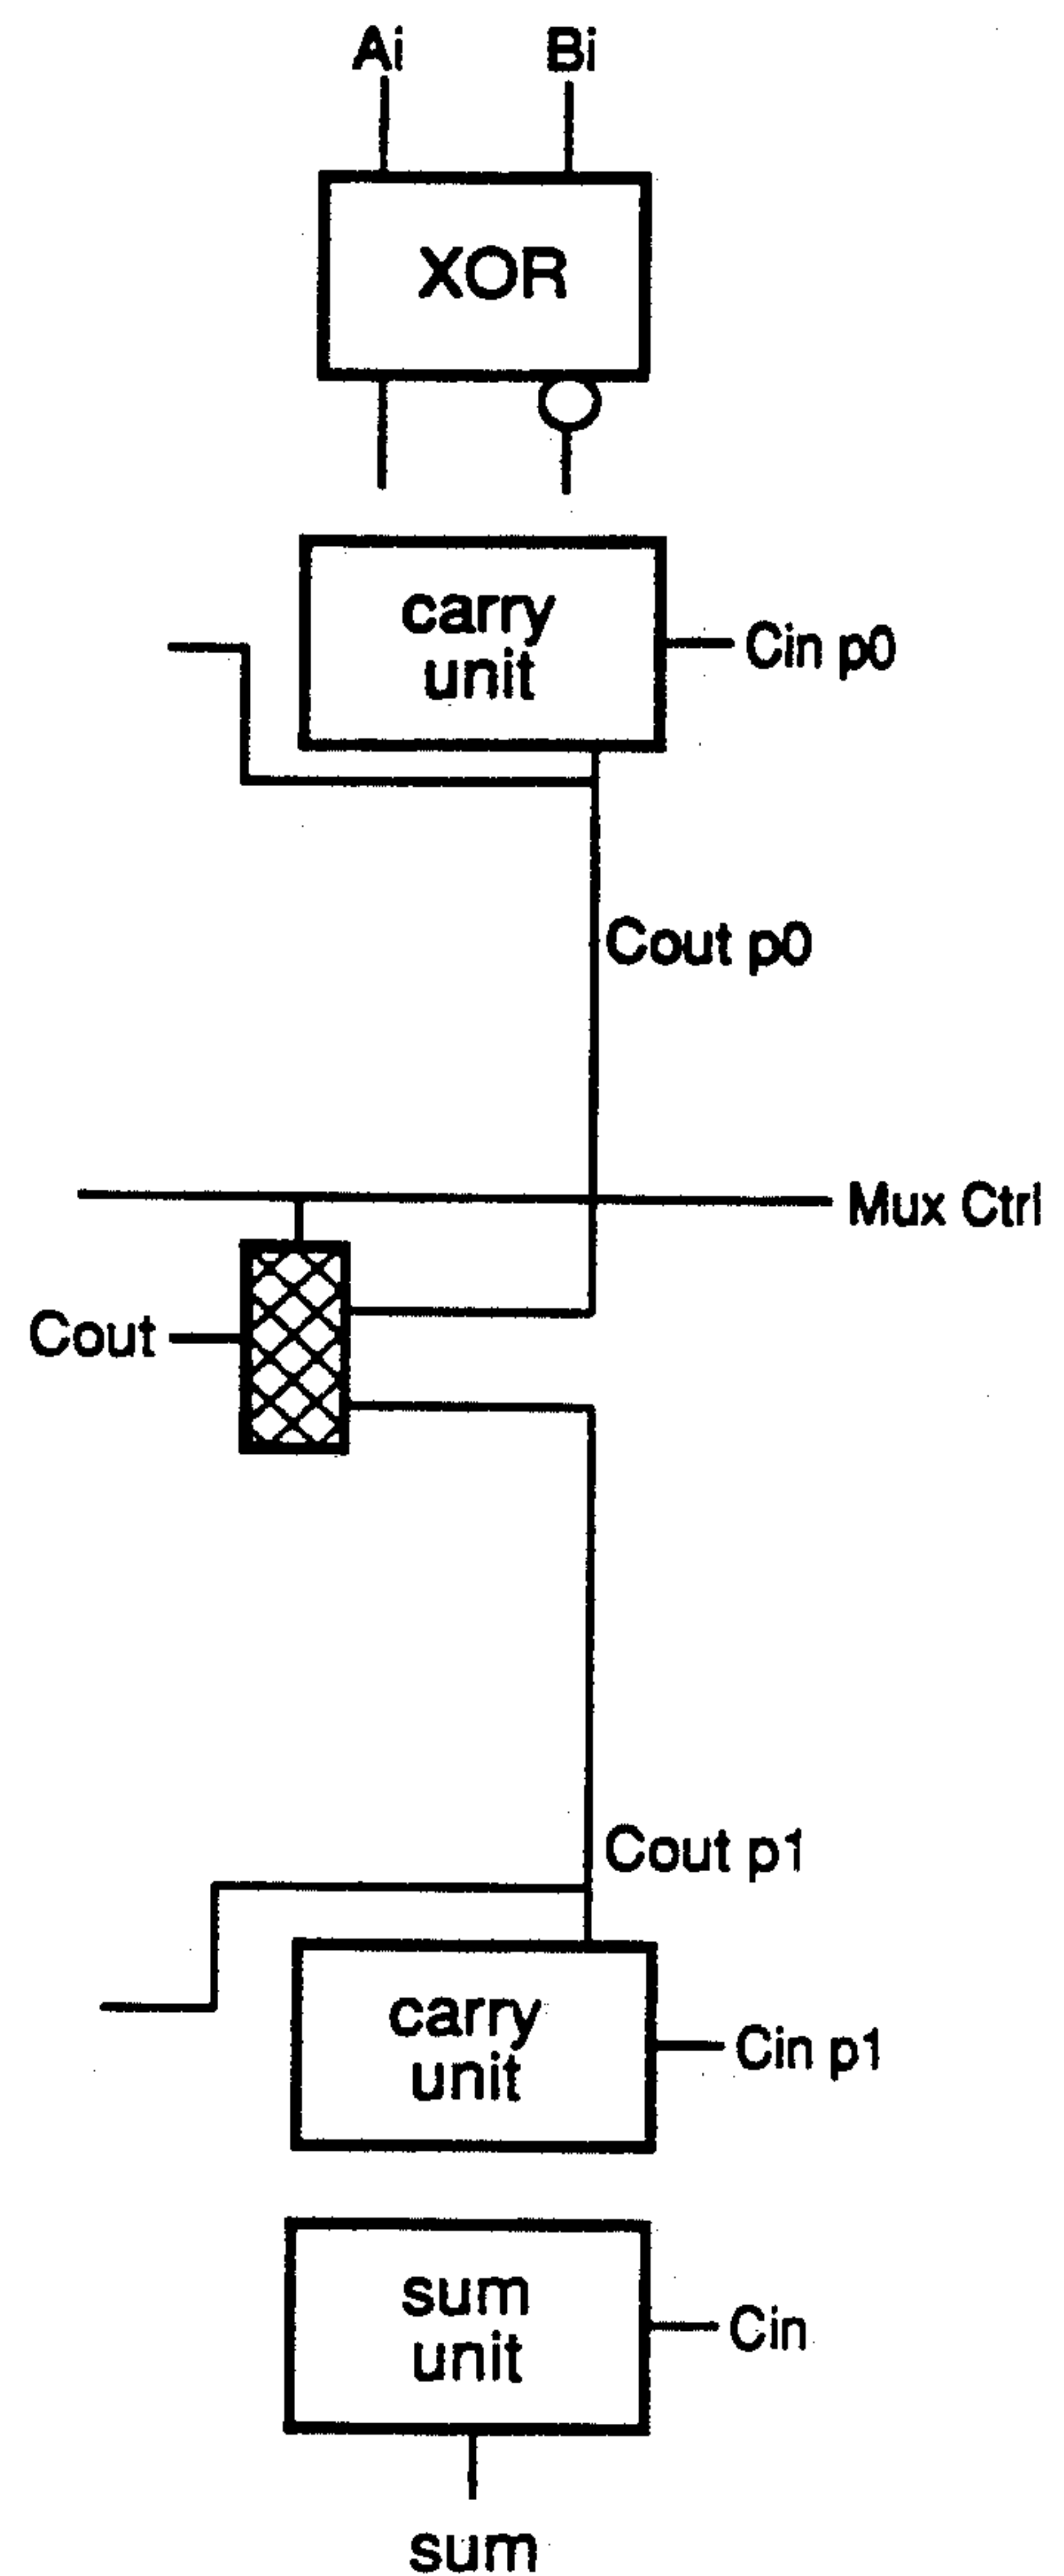 Ai
Bi
XOR
carry
unit
Cin p0
Cout p0
Mux Ctrl
Cout
Cout p1
carry
unit
Cin p1
sum
unit
Cin
sum